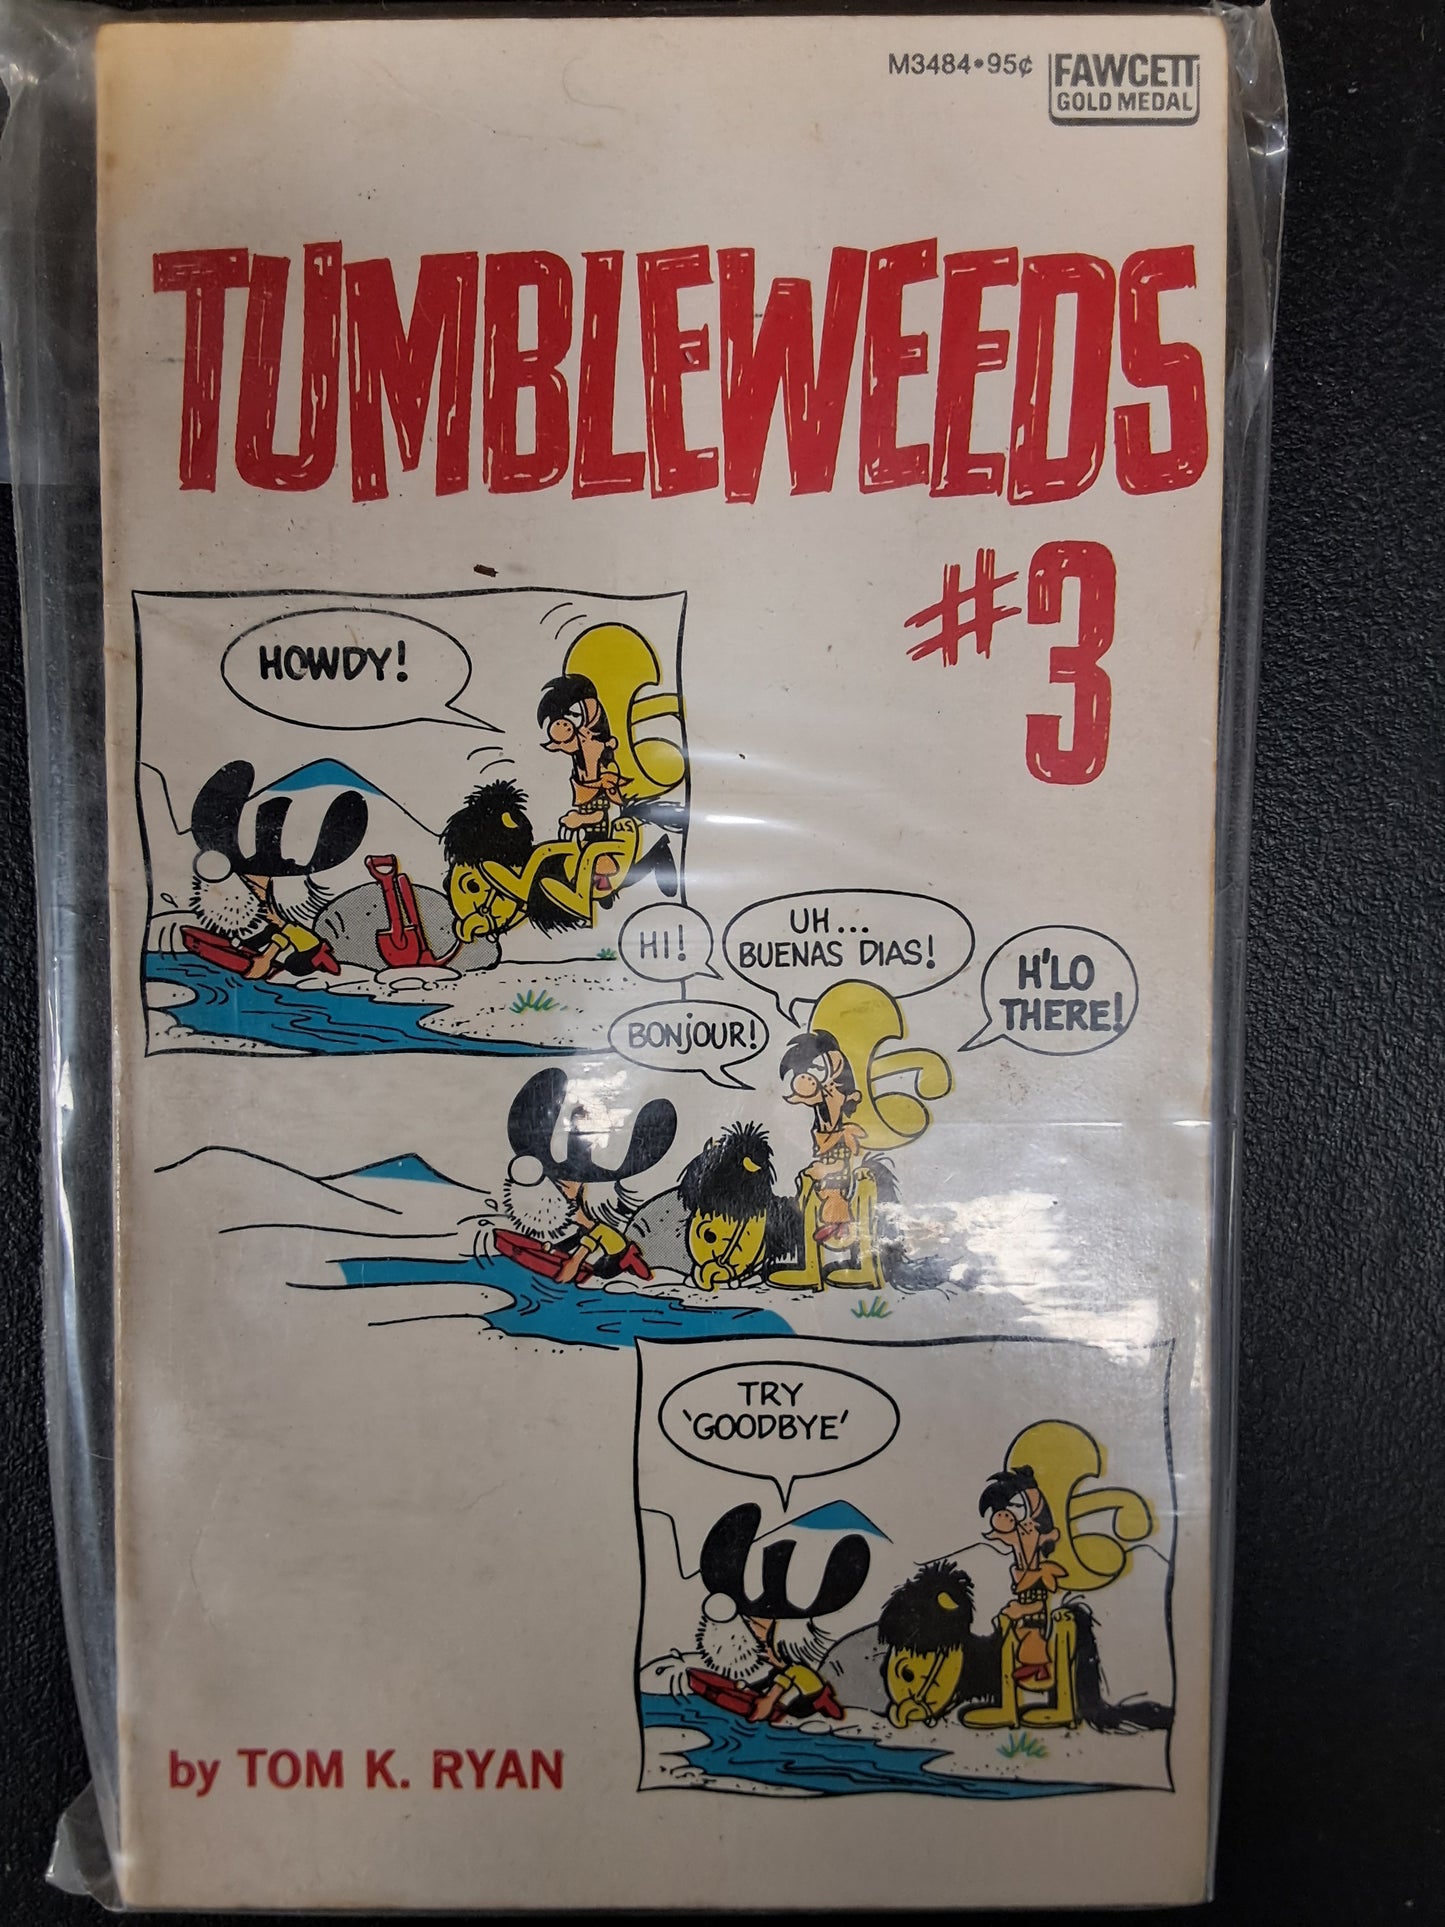 M3484•95¢
FAWCETT
GOLD MEDAL
TUMBLEWEEDS
#3
HOWDY!
U.S.
HI!
UH...
BUENAS DIAS!
H'LO
THERE!
BONJOUR!
TRY
'GOODBYE'
U.S.
by TOM K. RYAN